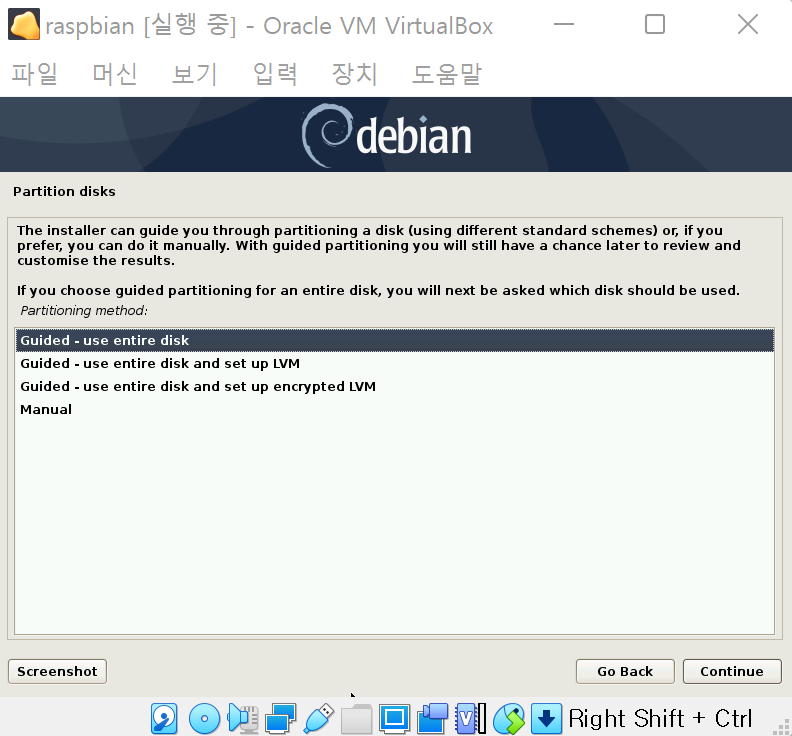 raspbian [실행 중] - Oracle VM VirtualBox
파일 머신 보기 입력 장치 도움말
debian
Partition disks
The installer can guide you through partitioning a disk (using different standard schemes) or, if you
prefer, you can do it manually. With guided partitioning you will still have a chance later to review and
customise the results.
If you choose guided partitioning for an entire disk, you will next be asked which disk should be used.
Partitioning method:
Guided - use entire disk
Guided - use entire disk and set up LVM
Guided - use entire disk and set up encrypted LVM
Manual
Screenshot Go Back Continue
V Right Shift + Ctrl